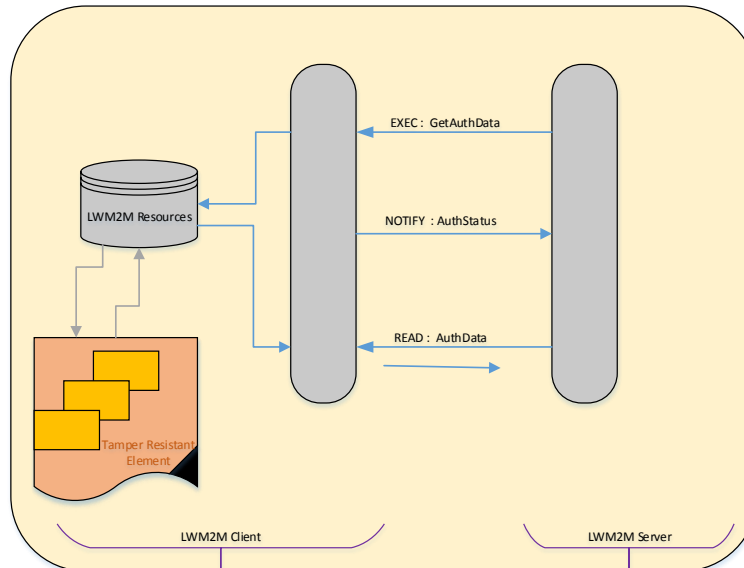 EXEC : GetAuthData
LWM2M Resources
NOTIFY : AuthStatus
READ : AuthData
Tamper Resistant
Element
LWM2M Client
LWM2M Server